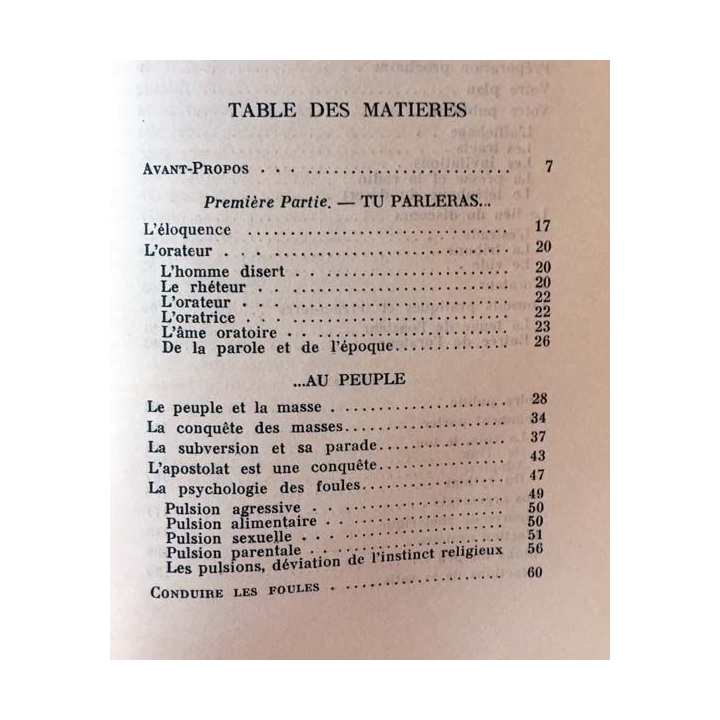 TABLE DES MATIERES
AVANT-PROPOS . . . . . . . . . . . . . . . . . . . . . . . . . . . 7
Première Partie. — TU PARLERAS...
L'éloquence . . . . . . . . . . . . . . . . . . . . . . . . . . . 17
L'orateur . . . . . . . . . . . . . . . . . . . . . . . . . . . 20
L'homme disert . . . . . . . . . . . . . . . . . . . . . . . 20
Le rhéteur . . . . . . . . . . . . . . . . . . . . . . . . . 20
L'orateur . . . . . . . . . . . . . . . . . . . . . . . . . 22
L'oratrice . . . . . . . . . . . . . . . . . . . . . . . . . 22
L'âme oratoire . . . . . . . . . . . . . . . . . . . . . . 23
De la parole et de l'époque . . . . . . . . . . . . 26
...AU PEUPLE
Le peuple et la masse . . . . . . . . . . . . . . . . . 28
La conquête des masses . . . . . . . . . . . . . . . . 34
La subversion et sa parade . . . . . . . . . . . . . 37
L'apostolat est une conquête . . . . . . . . . . . . . 43
La psychologie des foules . . . . . . . . . . . . . . 47
Pulsion agressive . . . . . . . . . . . . . . . . . . . 49
Pulsion alimentaire . . . . . . . . . . . . . . . . . . 50
Pulsion sexuelle . . . . . . . . . . . . . . . . . . . . 50
Pulsion parentale . . . . . . . . . . . . . . . . . . . 51
Les pulsions, déviation de l'instinct religieux 56
CONDUIRE LES FOULES . . . . . . . . . . . . . . . . . 60